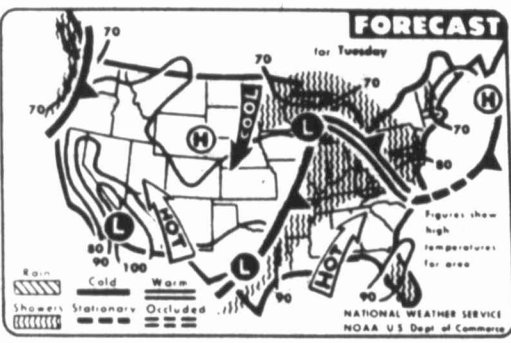 FORECAST
for Tuesday
70
70
70
70
70
80
H
H
COOL
L
L
L
HOT
HOT
80
90
100
90
90
Figures show
high
temperatures
for area
Rain
Cold
Warm
Showers
Stationary
Occluded
NATIONAL WEATHER SERVICE
NOAA U S Dept of Commerce